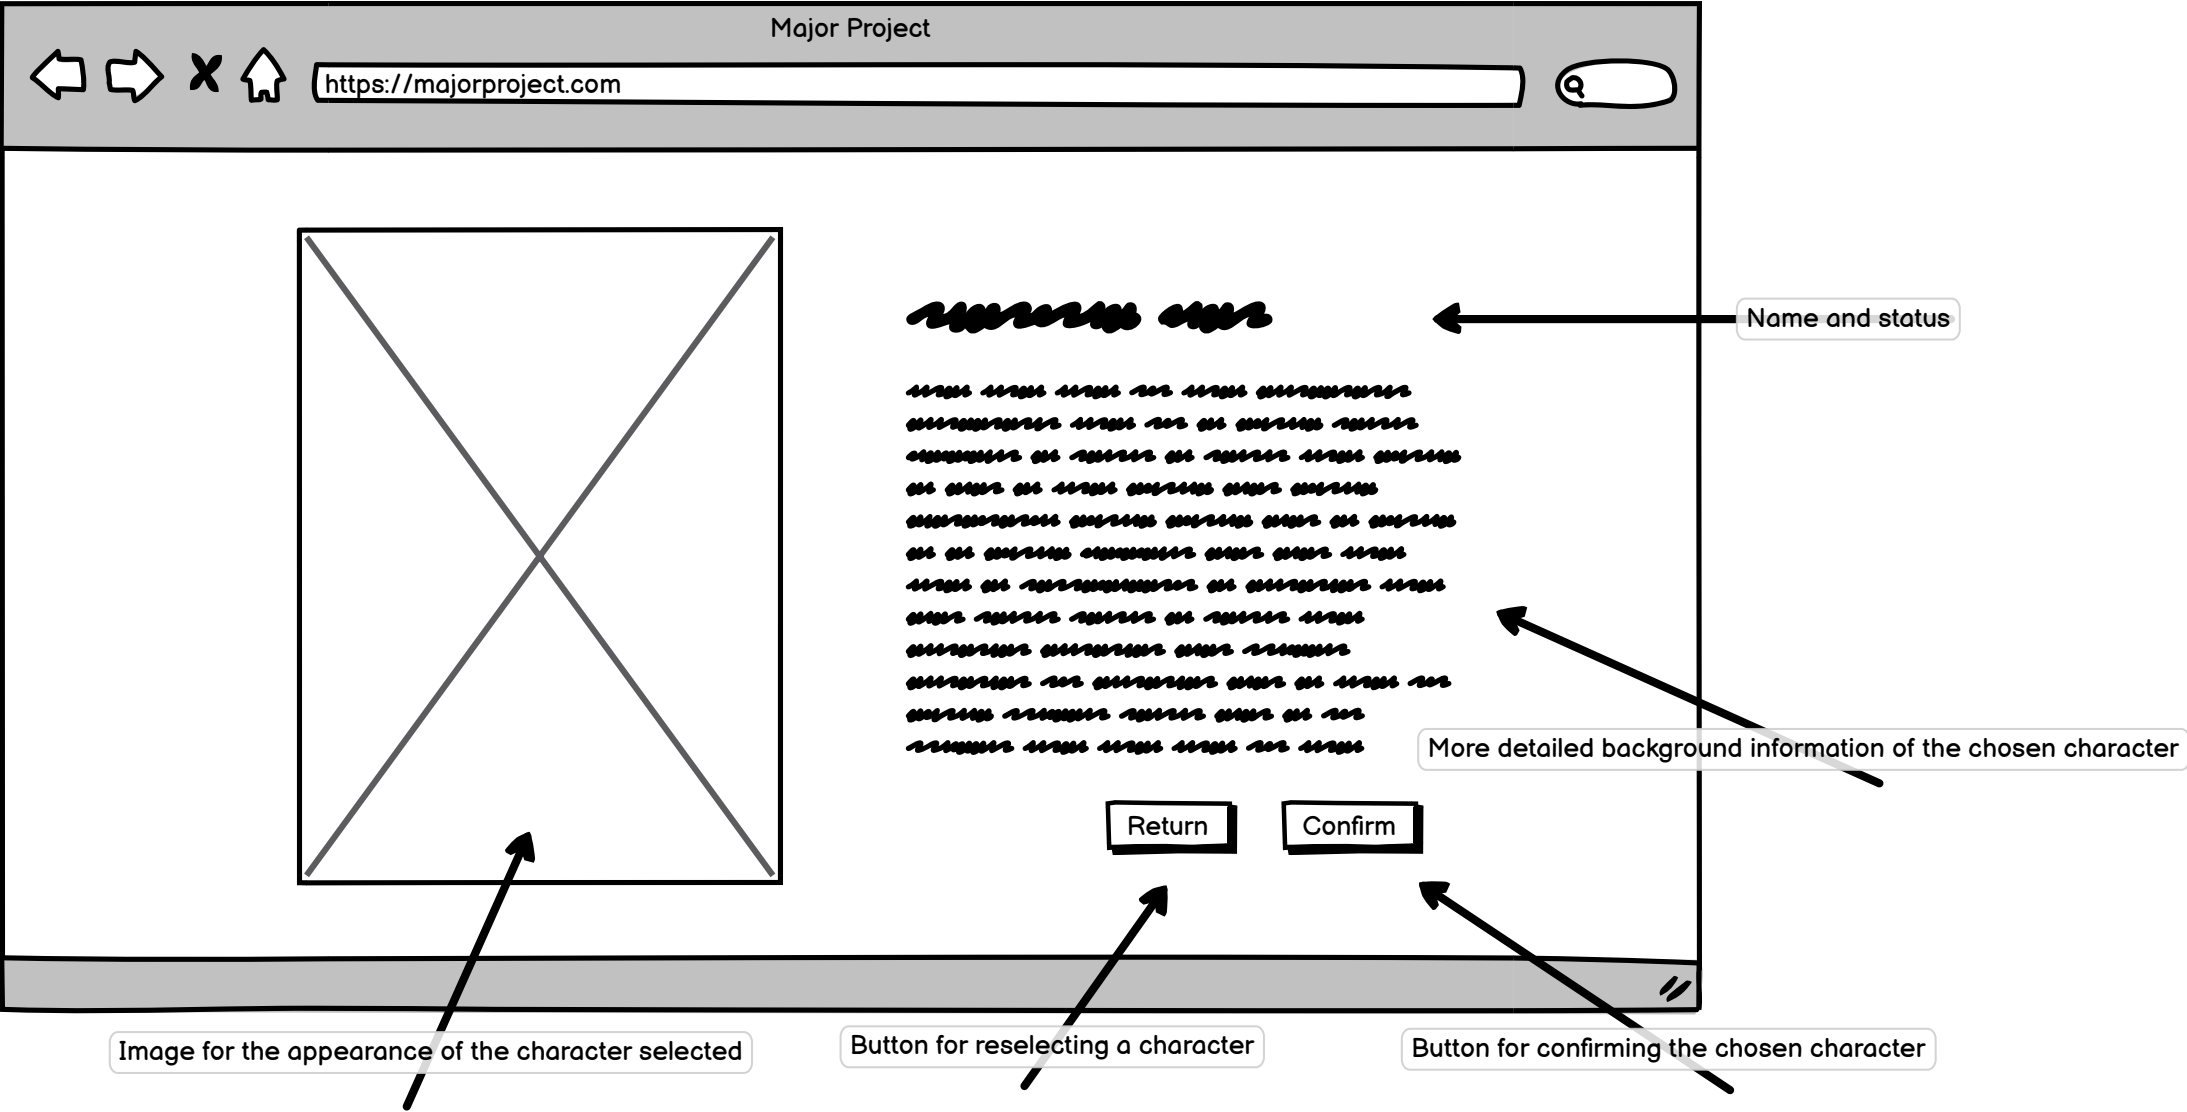 Major Project
https://majorproject.com
Name and status
More detailed background information of the chosen character
Return
Confirm
Image for the appearance of the character selected
Button for reselecting a character
Button for confirming the chosen character